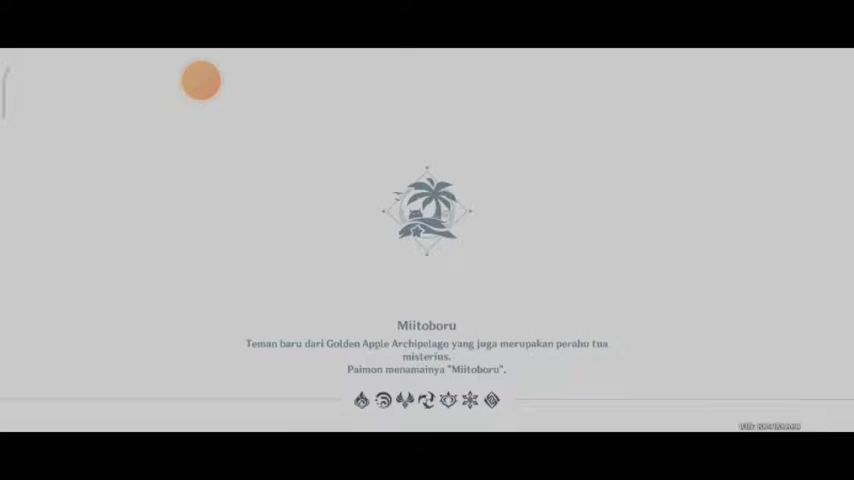 Miitoboru
Teman baru dari Golden Apple Archipelago yang juga merupakan perahu tua
misterius.
Paimon menamainya "Miitoboru".